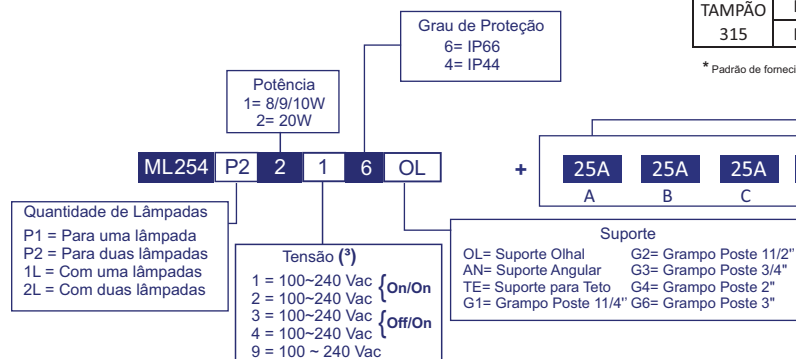 TAMPÃO
315
* Padrão de forneci
Grau de Proteção
6= IP66
4= IP44
Potência
1= 8/9/10W
2= 20W
ML254 P2 2 1 6 OL + 25A 25A 25A
A B C
Quantidade de Lâmpadas
P1 = Para uma lâmpada
P2 = Para duas lâmpadas
1L = Com uma lâmpadas
2L = Com duas lâmpadas
Tensão (³)
1 = 100~240 Vac
2 = 100~240 Vac
{On/On
3 = 100~240 Vac
4 = 100~240 Vac
{Off/On
9 = 100 ~ 240 Vac
Suporte
OL= Suporte Olhal G2= Grampo Poste 11/2"
AN= Suporte Angular G3= Grampo Poste 3/4"
TE= Suporte para Teto G4= Grampo Poste 2"
G1= Grampo Poste 11/4" G6= Grampo Poste 3"